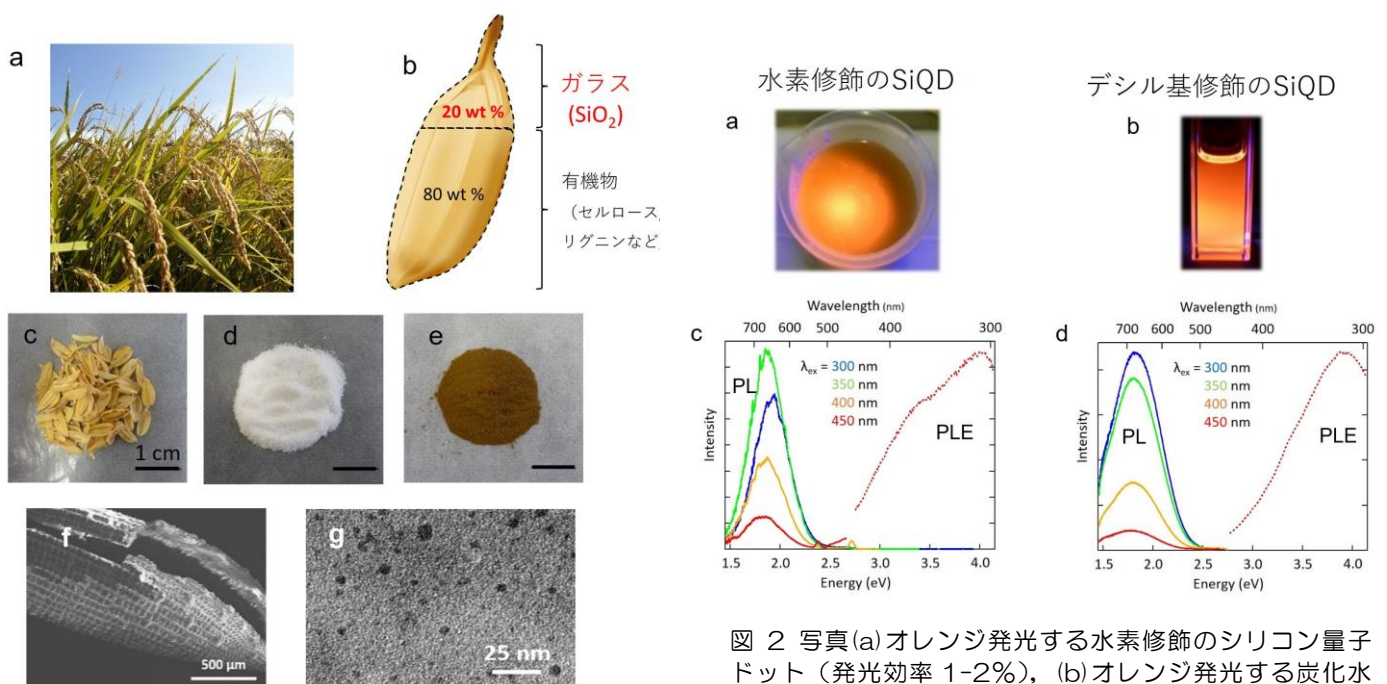 a
b
ガラス
(SiO₂)
20 wt %
80 wt %
有機物
（セルロース,
リグニンなど
c
1 cm
d
e
f
500 µm
g
25 nm
水素修飾のSiQD
a
デシル基修飾のSiQD
b
c
Wavelength (nm)
700 600 500 400 300
PL
λex = 300 nm
350 nm
400 nm
450 nm
PLE
Intensity
1.5 2.0 2.5 3.0 3.5 4.0
Energy (eV)
d
Wavelength (nm)
700 600 500 400 300
λex = 300 nm
350 nm
400 nm
450 nm
PL
PLE
Intensity
1.5 2.0 2.5 3.0 3.5 4.0
Energy (eV)
図 2 写真(a)オレンジ発光する水素修飾のシリコン量子
ドット（発光効率 1-2%），(b)オレンジ発光する炭化水